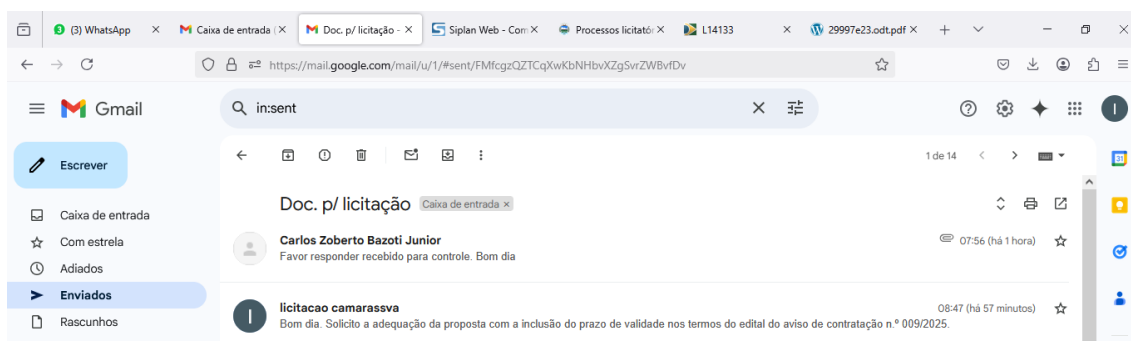 (3) WhatsApp
Caixa de entrada (
Doc. p/ licitação -
Siplan Web - Com
Processos licitatór
L14133
29997e23.odt.pdf
https://mail.google.com/mail/u/1/#sent/FMfcgzQZTCqXwKbNHbvXZgSvrZWBvfDv
Gmail
in:sent
Escrever
1 de 14
Doc. p/ licitação Caixa de entrada ×
Caixa de entrada
Carlos Zoberto Bazoti Junior 07:56 (há 1 hora)
Com estrela
Favor responder recebido para controle. Bom dia
Adiados
Enviados
licitacao camarassva 08:47 (há 57 minutos)
Rascunhos
Bom dia. Solicito a adequação da proposta com a inclusão do prazo de validade nos termos do edital do aviso de contratação n.º 009/2025.
I
I
31